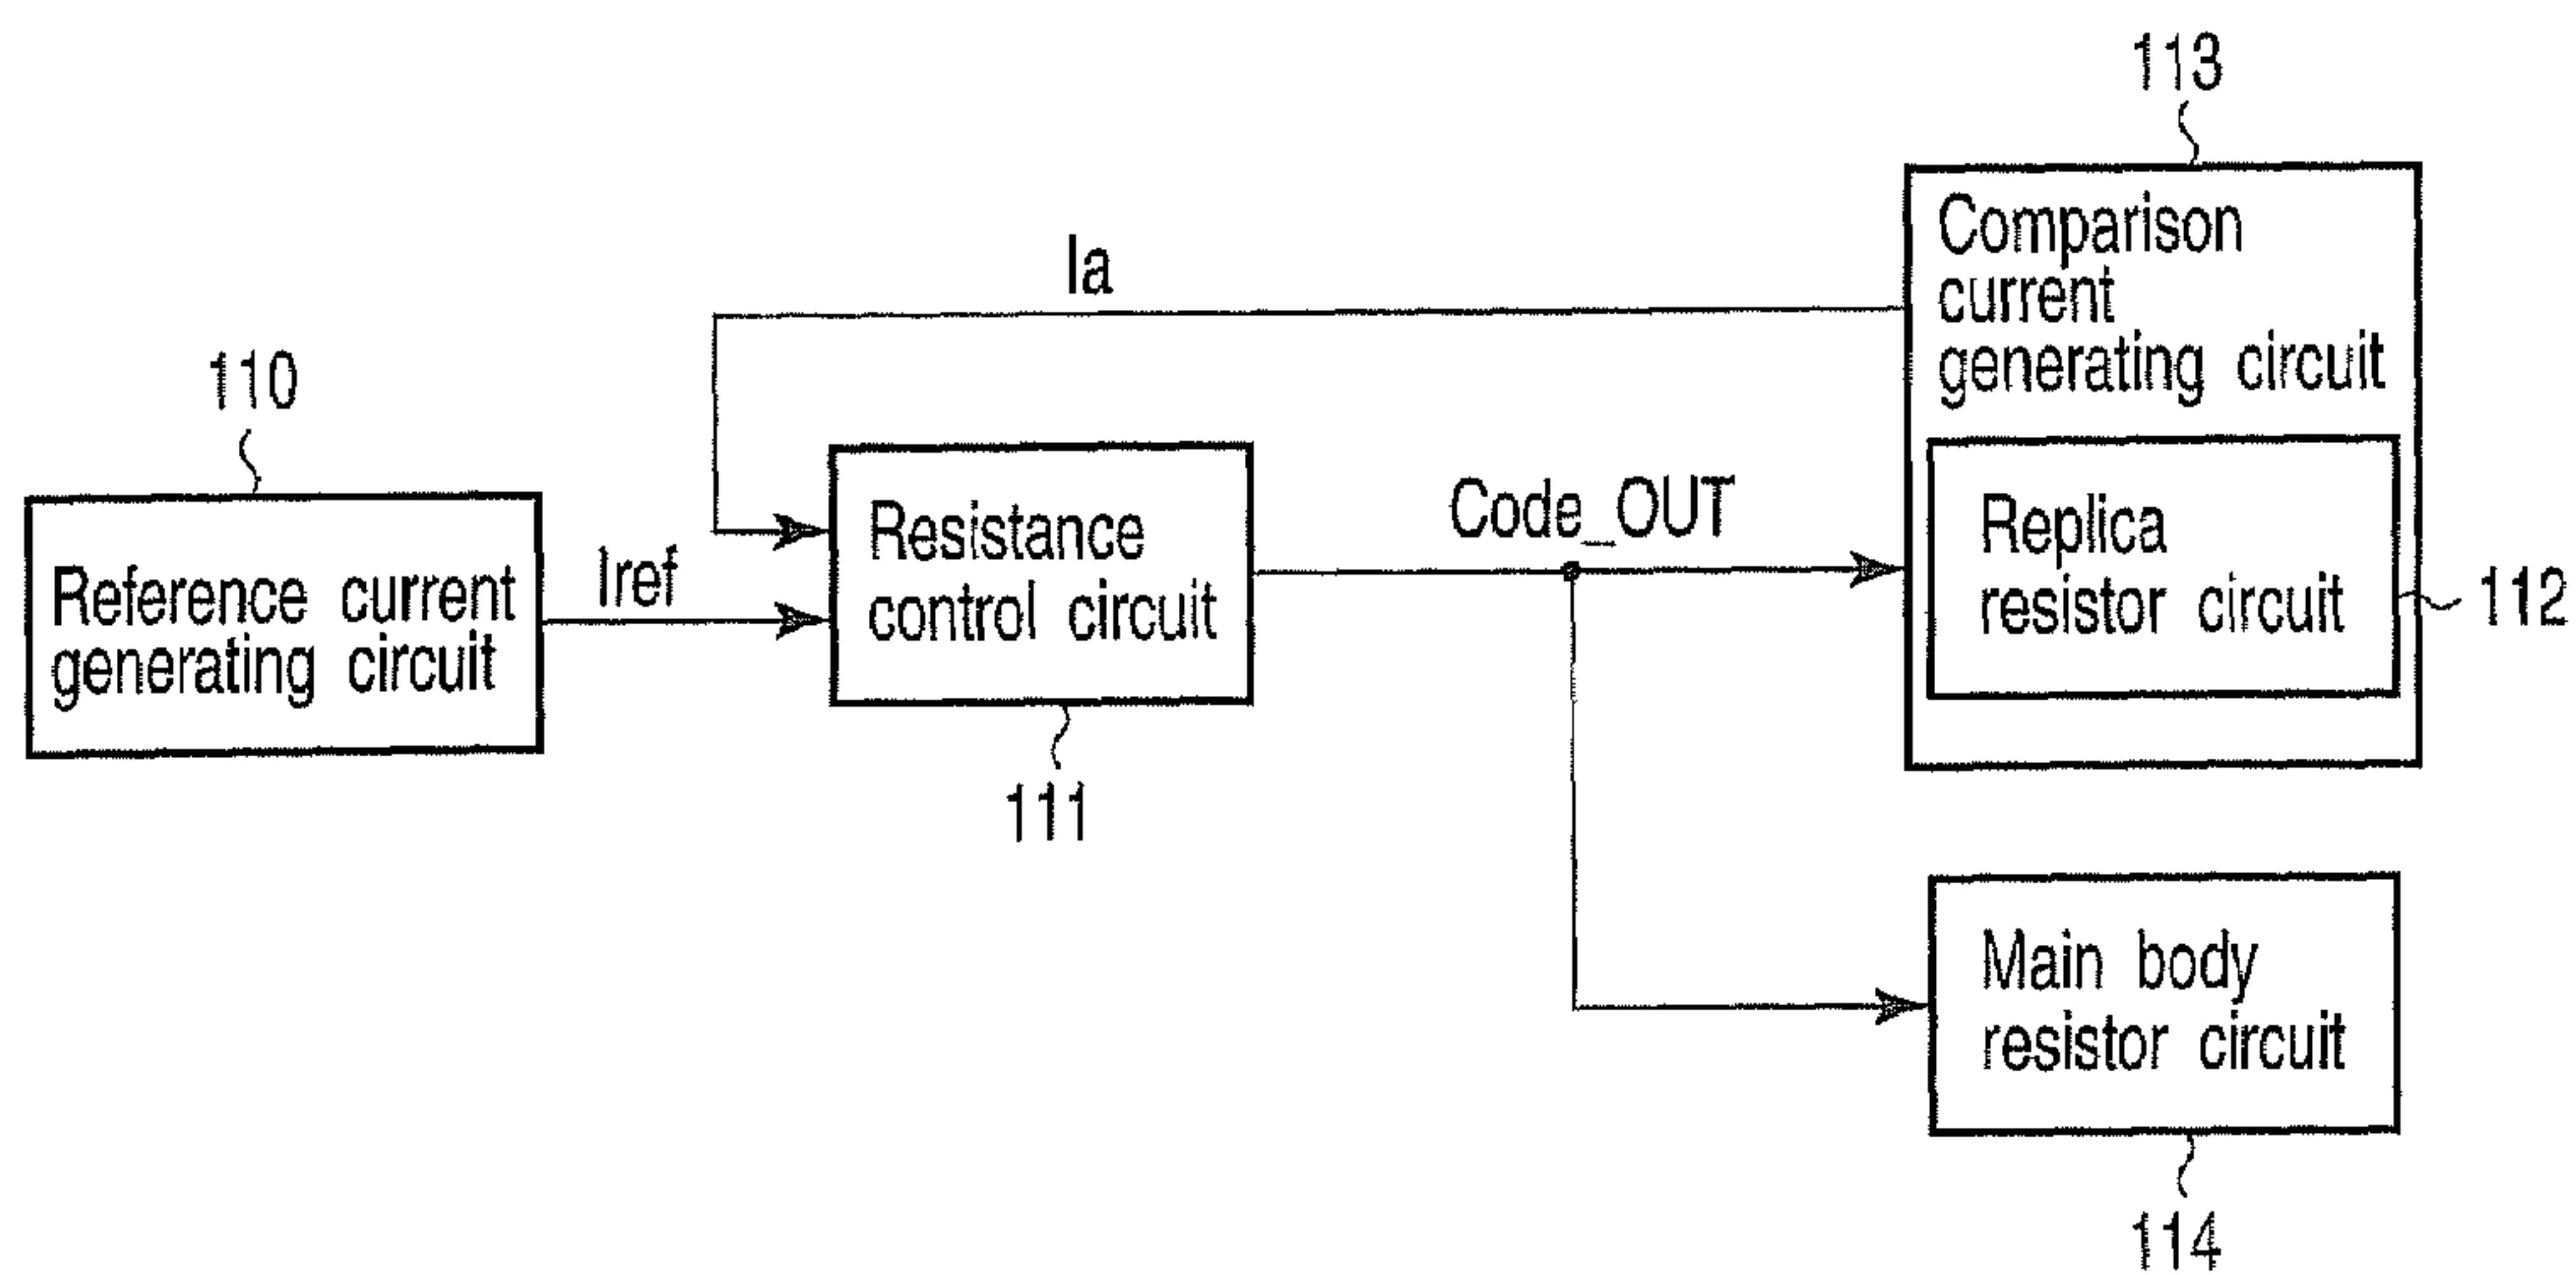 113
Comparison
current
generating circuit
Ia
110
Reference current
generating circuit
Iref
Resistance
control circuit
111
Code_OUT
Replica
resistor circuit
112
Main body
resistor circuit
114